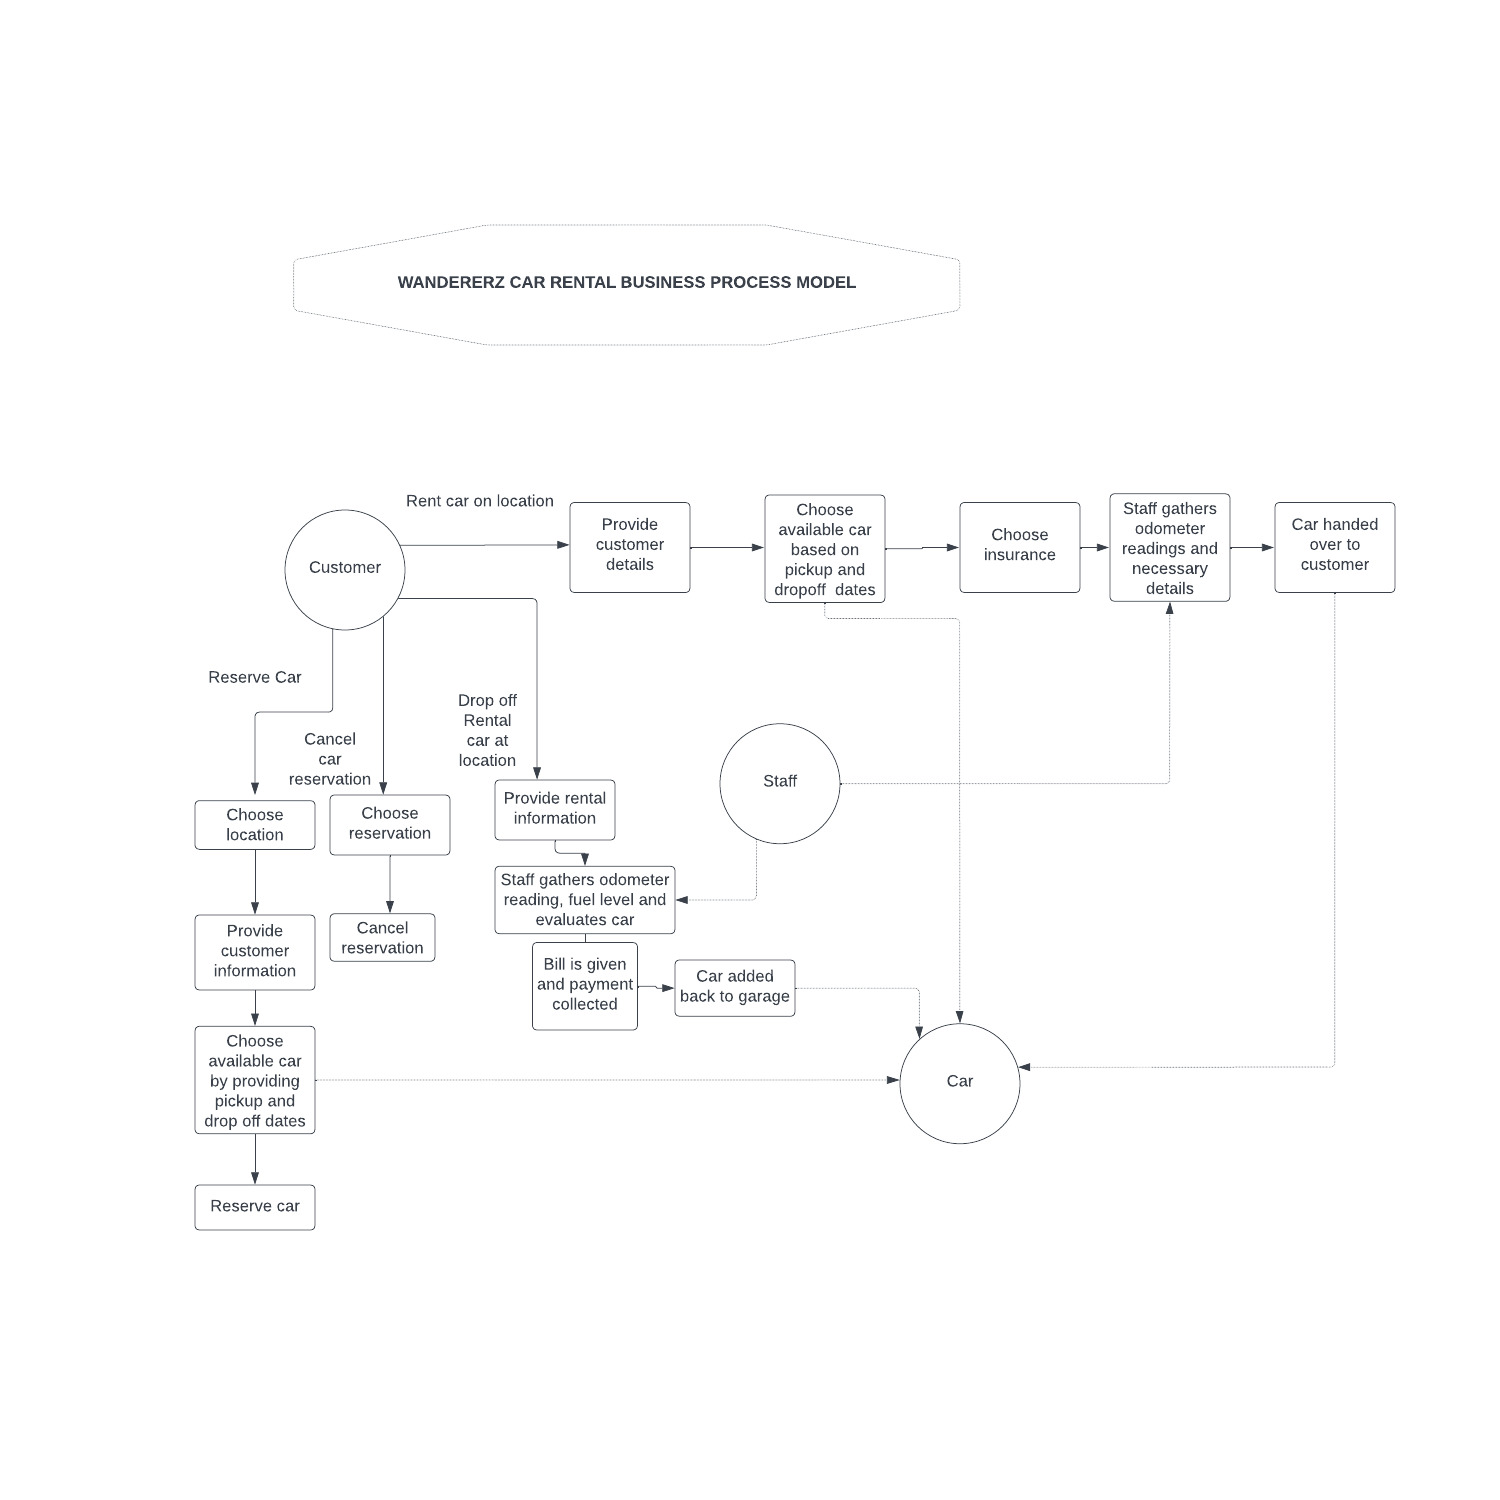 WANDERERZ CAR RENTAL BUSINESS PROCESS MODEL
Rent car on location
Customer
Provide
customer
details
Choose
available car
based on
pickup and
dropoff  dates
Choose
insurance
Staff gathers
odometer
readings and
necessary
details
Car handed
over to
customer
Reserve Car
Cancel
car
reservation
Drop off
Rental
car at
location
Staff
Choose
location
Choose
reservation
Provide rental
information
Staff gathers odometer
reading, fuel level and
evaluates car
Provide
customer
information
Cancel
reservation
Bill is given
and payment
collected
Car added
back to garage
Choose
available car
by providing
pickup and
drop off dates
Car
Reserve car